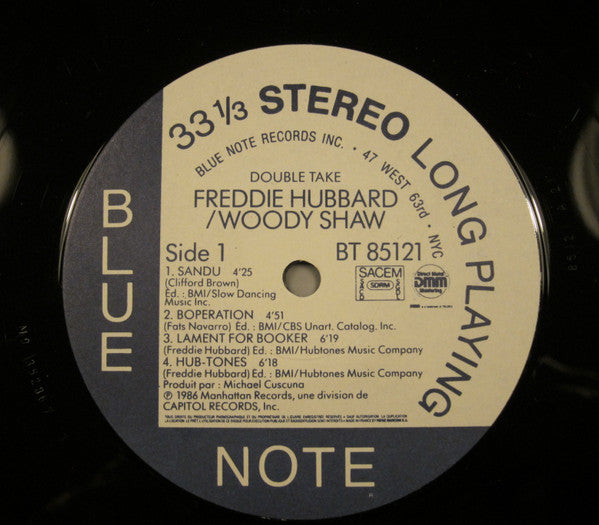 33 1/3 STEREO LONG PLAYING
BLUE NOTE RECORDS INC. • 47 WEST 63rd • NYC
DOUBLE TAKE
FREDDIE HUBBARD
/WOODY SHAW
Side 1
BT 85121
SACEM
SDRM
Direct Metal
DMM
Mastering
1. SANDU 4'25
(Clifford Brown)
Ed. : BMI/Slow Dancing
Music Inc.
2. BOPERATION 4'51
(Fats Navarro) Ed : BMI/CBS Unart. Catalog. Inc.
3. LAMENT FOR BOOKER 6'19
(Freddie Hubbard) Ed. : BMI/Hubtones Music Company
4. HUB-TONES 6'18
(Freddie Hubbard) Ed. : BMI/Hubtones Music Company
Produit par : Michael Cuscuna
℗ 1986 Manhattan Records, une division de
CAPITOL RECORDS, Inc.
BLUE
NOTE